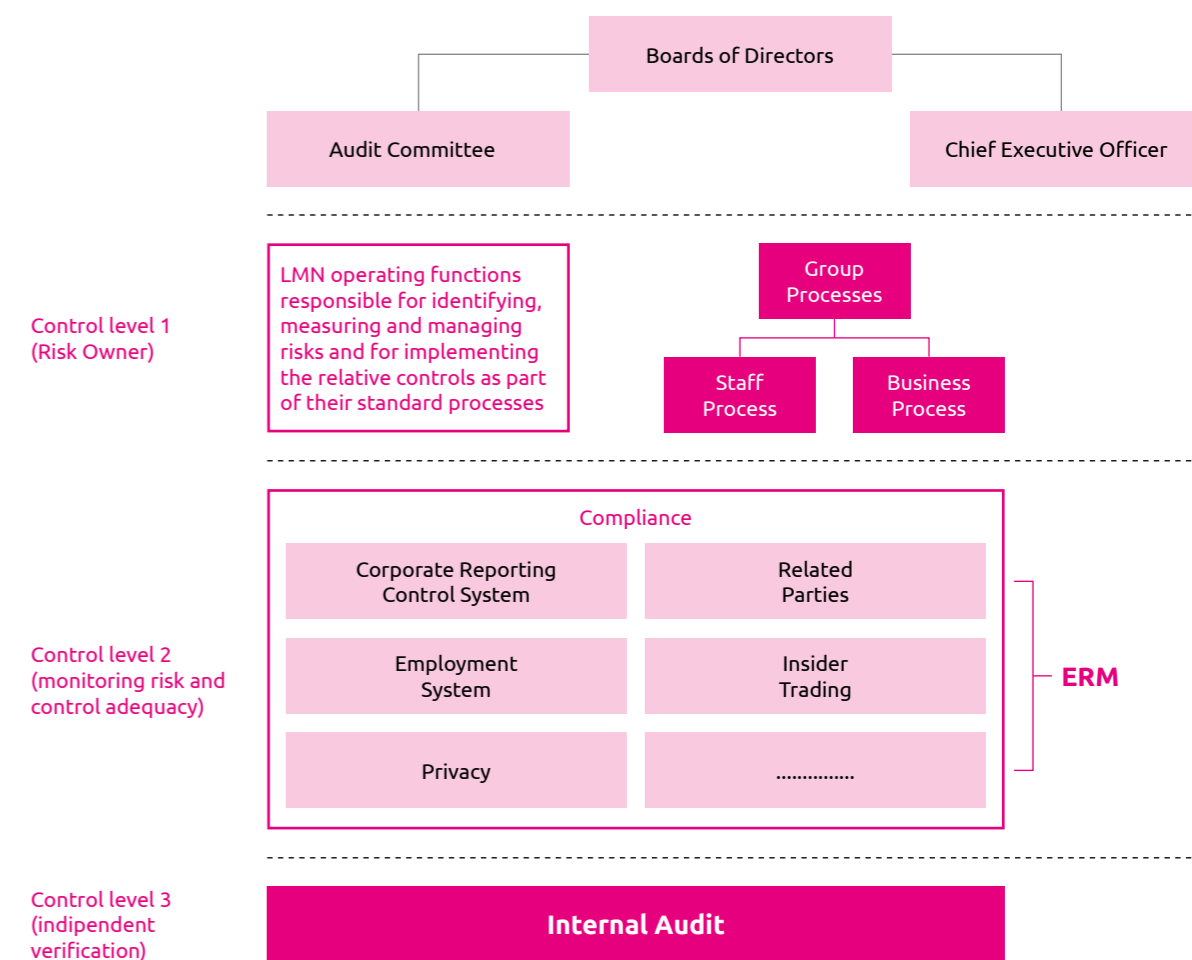 Boards of Directors
Audit Committee
Chief Executive Officer
Control level 1
(Risk Owner)
LMN operating functions
responsible for identifying,
measuring and managing
risks and for implementing
the relative controls as part
of their standard processes
Group
Processes
Staff
Process
Business
Process
Control level 2
(monitoring risk and
control adequacy)
Compliance
Corporate Reporting
Control System
Related
Parties
Employment
System
Insider
Trading
Privacy
...............
ERM
Control level 3
(indipendent
verification)
Internal Audit